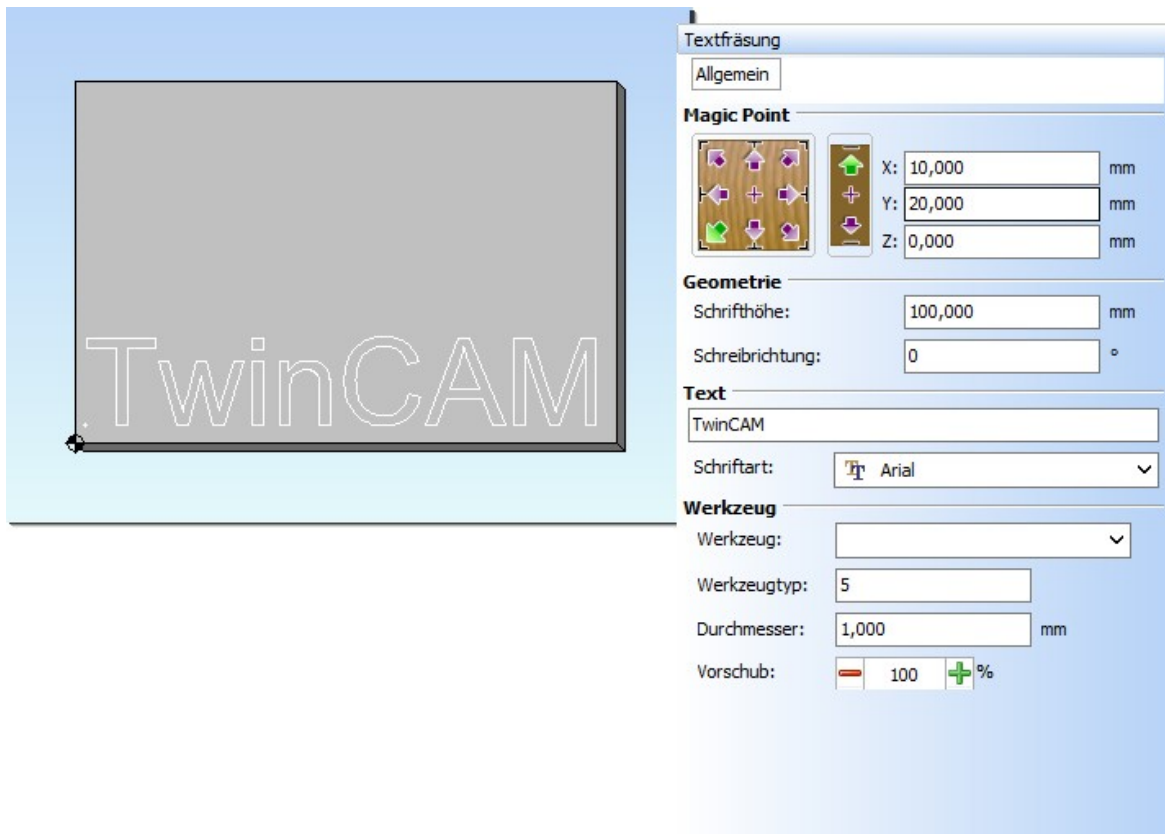 TwinCAM
Textfräsung
Allgemein
Magic Point
X: 10,000 mm
Y: 20,000 mm
Z: 0,000 mm
Geometrie
Schrifthöhe: 100,000 mm
Schreibrichtung: 0 °
Text
TwinCAM
Schriftart: Arial
Werkzeug
Werkzeug:
Werkzeugtyp: 5
Durchmesser: 1,000 mm
Vorschub: 100 %